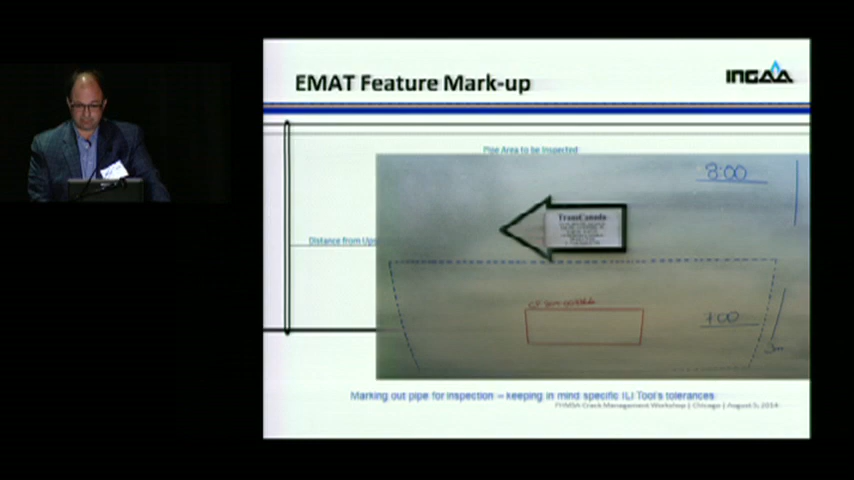 EMAT Feature Mark-up
INGAA
Pipe Area to be Inspected
8:00
TransCanada
Distance from Ups
7:00
Marking out pipe for inspection – keeping in mind specific ILI Tool's tolerances
PHMSA Crack Management Workshop | Chicago | August 5, 2014